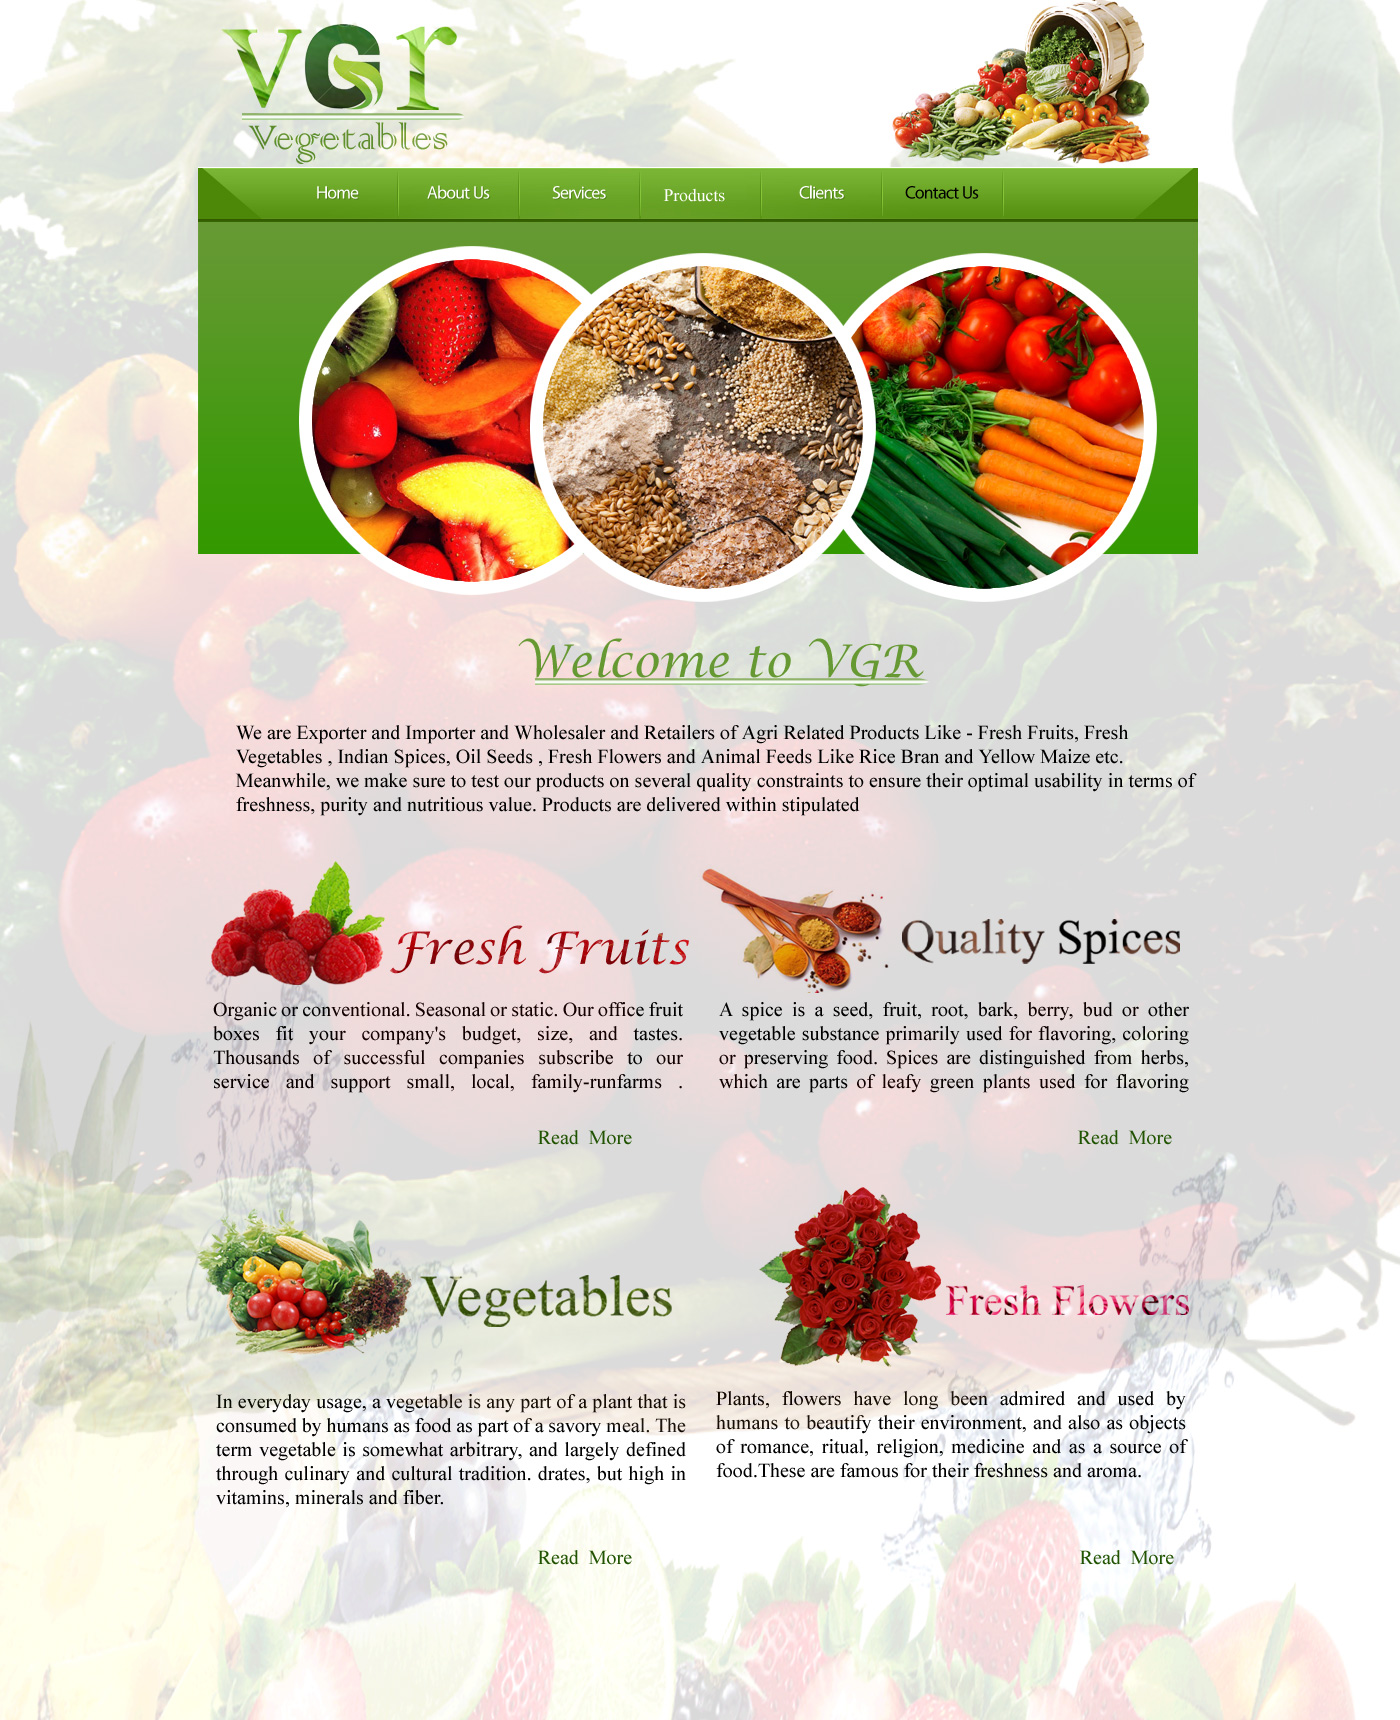 VGr
Vegetables
Home About Us Services Products Clients Contact Us
Welcome to VGR
We are Exporter and Importer and Wholesaler and Retailers of Agri Related Products Like - Fresh Fruits, Fresh
Vegetables , Indian Spices, Oil Seeds , Fresh Flowers and Animal Feeds Like Rice Bran and Yellow Maize etc.
Meanwhile, we make sure to test our products on several quality constraints to ensure their optimal usability in terms of
freshness, purity and nutritious value. Products are delivered within stipulated
Fresh Fruits
Organic or conventional. Seasonal or static. Our office fruit
boxes fit your company's budget, size, and tastes.
Thousands of successful companies subscribe to our
service and support small, local, family-runfarms .
Read More
Quality Spices
A spice is a seed, fruit, root, bark, berry, bud or other
vegetable substance primarily used for flavoring, coloring
or preserving food. Spices are distinguished from herbs,
which are parts of leafy green plants used for flavoring
Read More
Vegetables
In everyday usage, a vegetable is any part of a plant that is
consumed by humans as food as part of a savory meal. The
term vegetable is somewhat arbitrary, and largely defined
through culinary and cultural tradition. drates, but high in
vitamins, minerals and fiber.
Read More
Fresh Flowers
Plants, flowers have long been admired and used by
humans to beautify their environment, and also as objects
of romance, ritual, religion, medicine and as a source of
food.These are famous for their freshness and aroma.
Read More